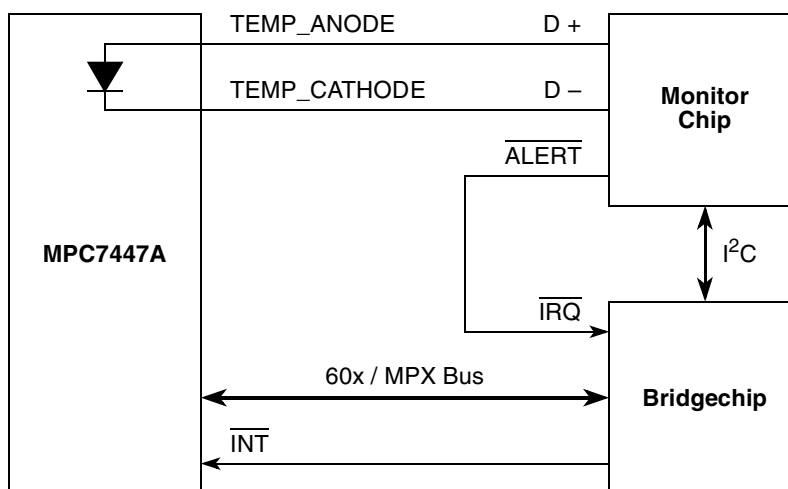 TEMP_ANODE D +
TEMP_CATHODE D –
Monitor
Chip
ALERT
MPC7447A
I²C
IRQ
60x / MPX Bus
Bridgechip
INT